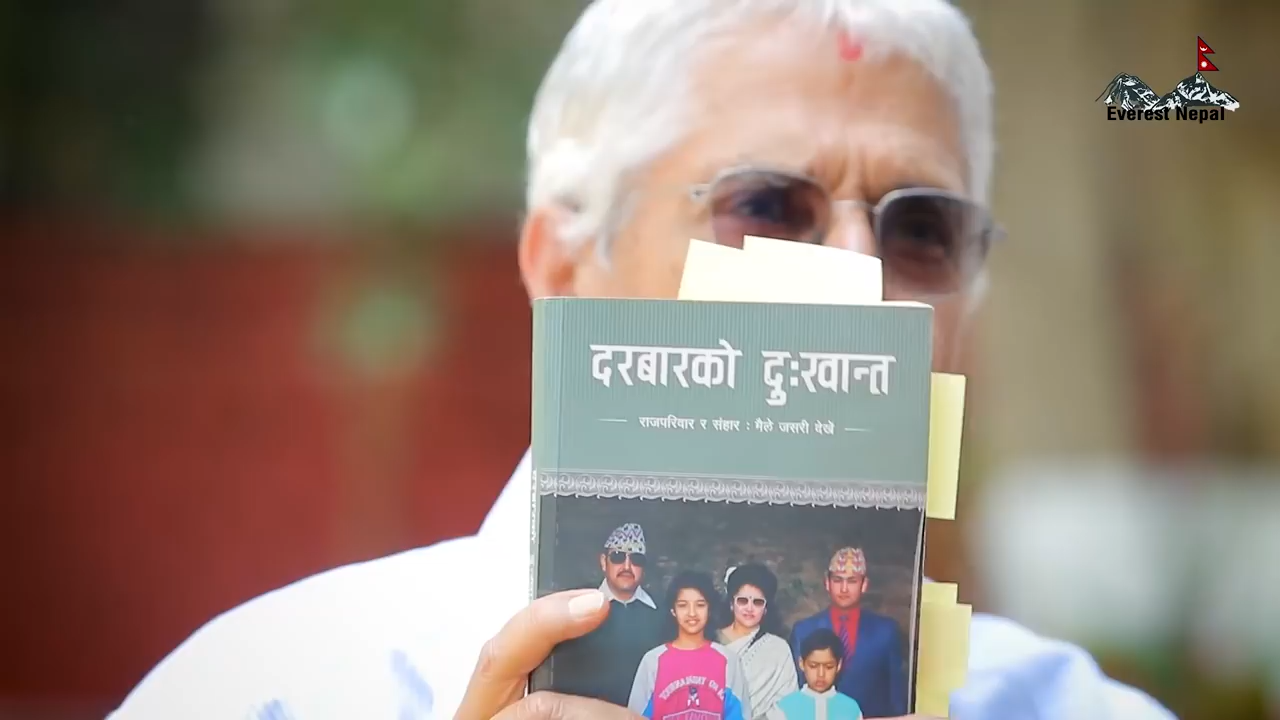 Everest Nepal
दरबारको दुःखान्त
राजपरिवार र संहार : मैले जसरी देखेँ